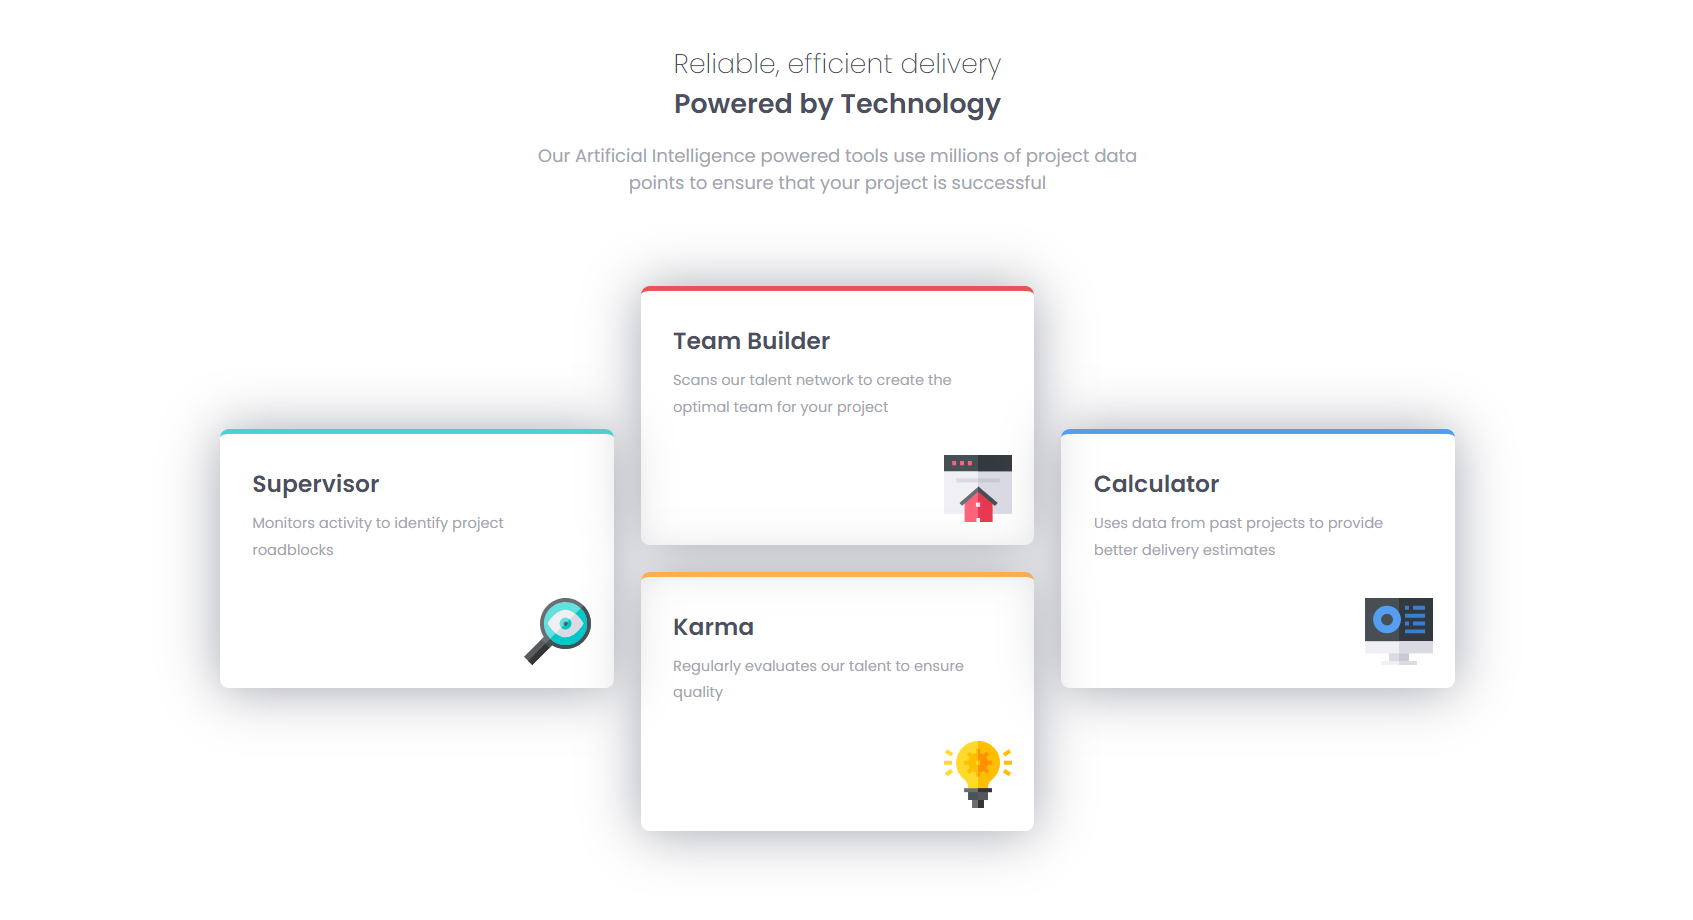 Reliable, efficient delivery
Powered by Technology
Our Artificial Intelligence powered tools use millions of project data
points to ensure that your project is successful
Supervisor
Monitors activity to identify project
roadblocks
Team Builder
Scans our talent network to create the
optimal team for your project
Karma
Regularly evaluates our talent to ensure
quality
Calculator
Uses data from past projects to provide
better delivery estimates